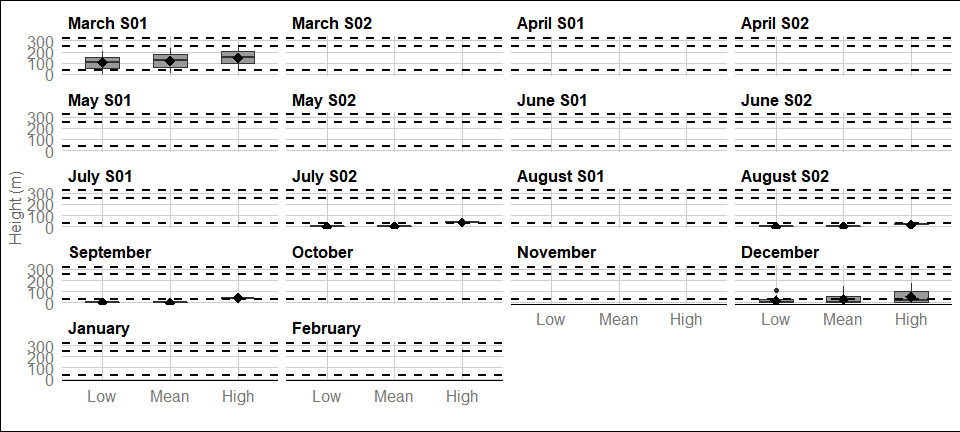 March S01 March S02 April S01 April S02
300
200
100
0
May S01 May S02 June S01 June S02
300
200
100
0
Height (m)
July S01 July S02 August S01 August S02
300
200
100
0
September October November December
300
200
100
0
Low Mean High Low Mean High
January February
300
200
100
0
Low Mean High Low Mean High